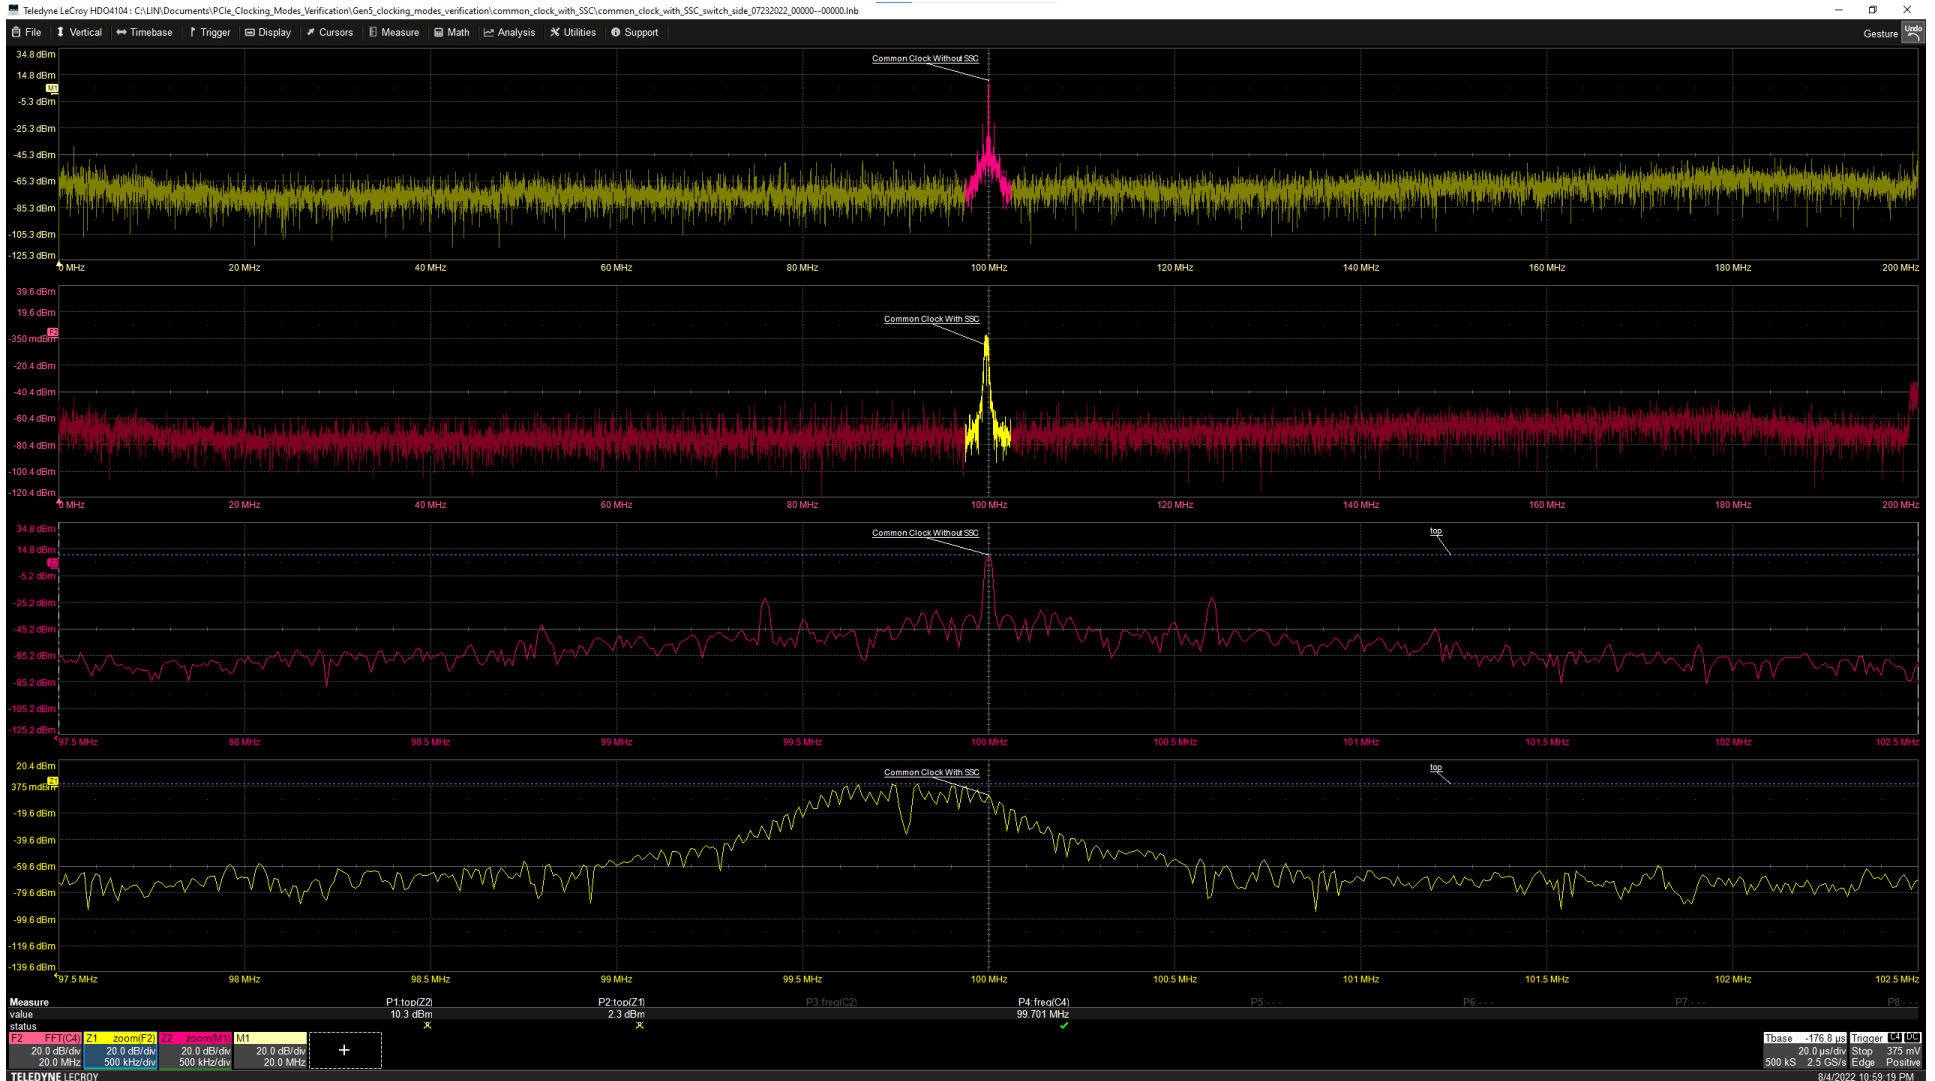 Teledyne LeCroy HDO4104 : C:\LIN\Documents\PCIe_Clocking_Modes_Verification\Gen5_clocking_modes_verification\common_clock_with_SSC\common_clock_with_SSC_switch_side_07232022_00000--00000.lnb
File Vertical Timebase Trigger Display Cursors Measure Math Analysis Utilities Support Gesture Undo
34.8 dBm
Common Clock Without SSC
14.8 dBm
M1
-5.3 dBm
-25.3 dBm
-45.3 dBm
-65.3 dBm
-85.3 dBm
-105.3 dBm
-125.3 dBm
0 MHz 20 MHz 40 MHz 60 MHz 80 MHz 100 MHz 120 MHz 140 MHz 160 MHz 180 MHz 200 MHz
39.6 dBm
19.6 dBm
Common Clock With SSC
F2
-350 mdBm
-20.4 dBm
-40.4 dBm
-60.4 dBm
-80.4 dBm
-100.4 dBm
-120.4 dBm
0 MHz 20 MHz 40 MHz 60 MHz 80 MHz 100 MHz 120 MHz 140 MHz 160 MHz 180 MHz 200 MHz
34.8 dBm
Common Clock Without SSC top
14.8 dBm
-5.2 dBm
-25.2 dBm
-45.2 dBm
-65.2 dBm
-85.2 dBm
-105.2 dBm
-125.2 dBm
97.5 MHz 98 MHz 98.5 MHz 99 MHz 99.5 MHz 100 MHz 100.5 MHz 101 MHz 101.5 MHz 102 MHz 102.5 MHz
20.4 dBm
Common Clock With SSC top
Z1
375 mdBm
-19.6 dBm
-39.6 dBm
-59.6 dBm
-79.6 dBm
-99.6 dBm
-119.6 dBm
-139.6 dBm
97.5 MHz 98 MHz 98.5 MHz 99 MHz 99.5 MHz 100 MHz 100.5 MHz 101 MHz 101.5 MHz 102 MHz 102.5 MHz
Measure P1:top(Z2) P2:top(Z1) P3:freq(C2) P4:freq(C4) P5:--- P6:--- P7:--- P8:---
value 10.3 dBm 2.3 dBm 99.701 MHz
status
F2 FFT(C4) Z1 zoom(F2) Z2 zoom(M1) M1
20.0 dB/div 20.0 dB/div 20.0 dB/div 20.0 dB/div
20.0 MHz 500 kHz/div 500 kHz/div 20.0 MHz
+
Tbase -176.8 µs Trigger C4 DC
20.0 µs/div Stop 375 mV
500 kS 2.5 GS/s Edge Positive
TELEDYNE LECROY 8/4/2022 10:59:19 PM